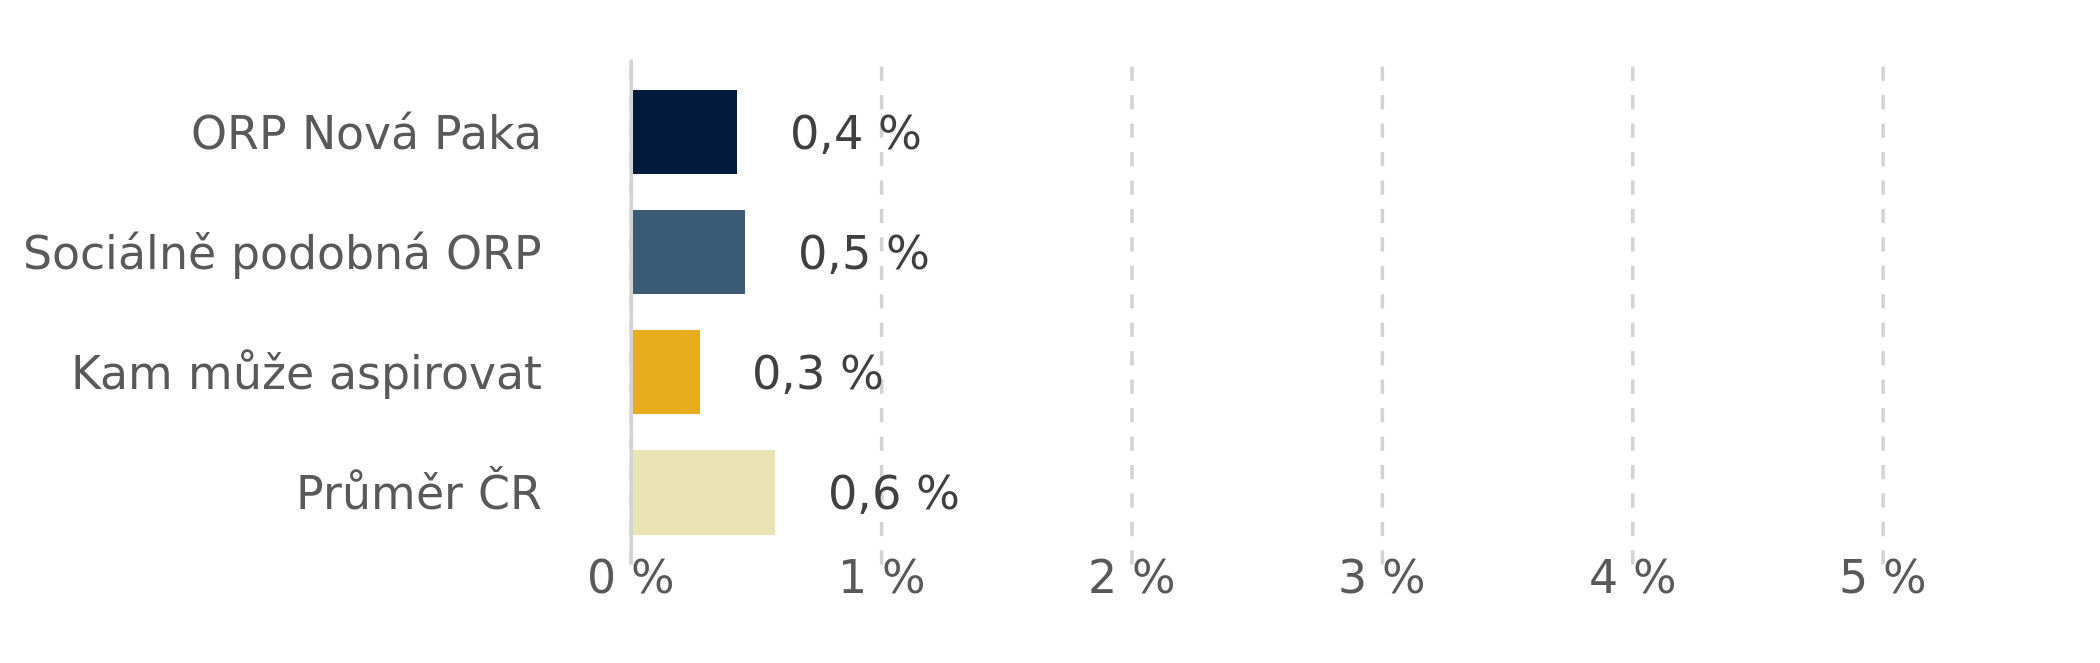 ORP Nová Paka 0,4 %
Sociálně podobná ORP 0,5 %
Kam může aspirovat 0,3 %
Průměr ČR 0,6 %
0 % 1 % 2 % 3 % 4 % 5 %